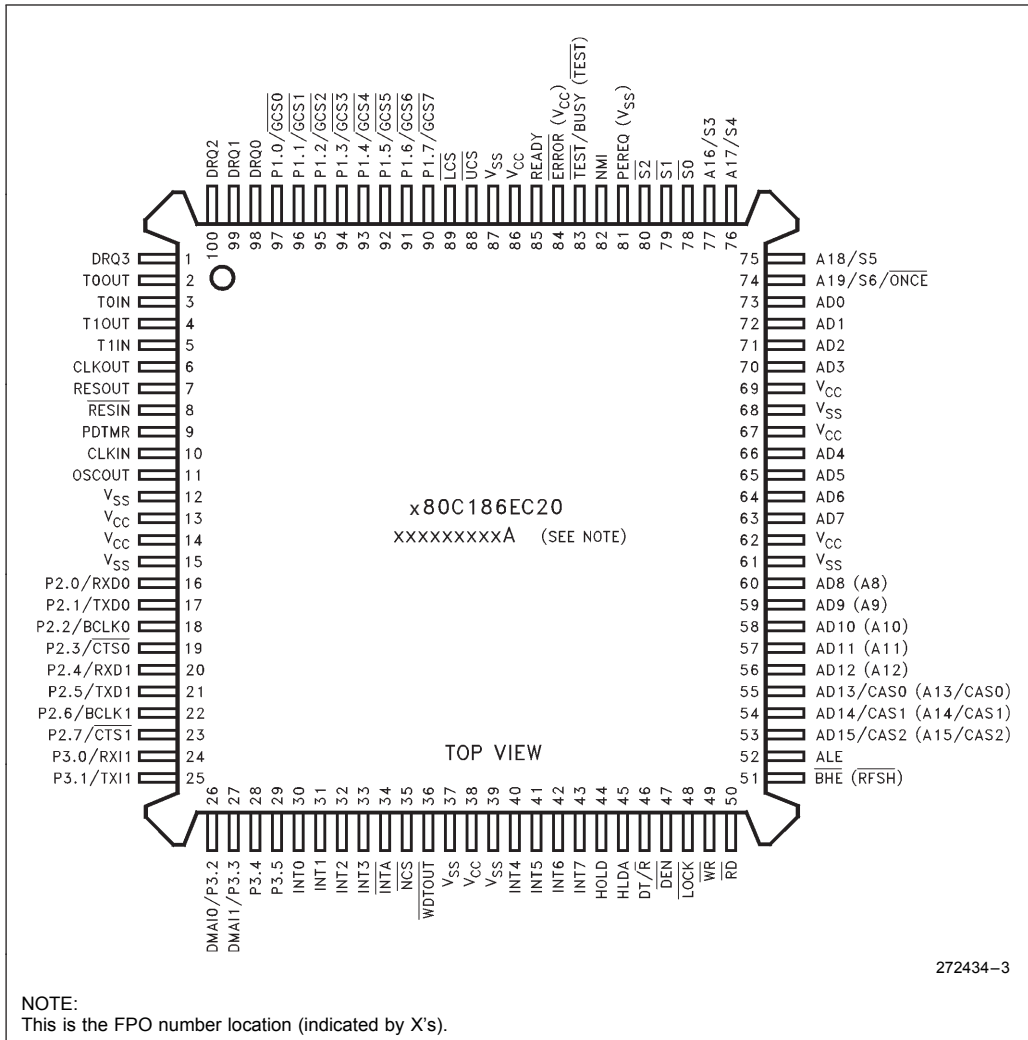 DRQ2
DRQ1
DRQ0
P1.0/GCS0
P1.1/GCS1
P1.2/GCS2
P1.3/GCS3
P1.4/GCS4
P1.5/GCS5
P1.6/GCS6
P1.7/GCS7
LCS
UCS
VSS
VCC
READY
ERROR (VCC)
TEST/BUSY (TEST)
NMI
PEREQ (VSS)
S2
S1
S0
A16/S3
A17/S4
100
99
98
97
96
95
94
93
92
91
90
89
88
87
86
85
84
83
82
81
80
79
78
77
76
DRQ3 1
T0OUT 2
T0IN 3
T1OUT 4
T1IN 5
CLKOUT 6
RESOUT 7
RESIN 8
PDTMR 9
CLKIN 10
OSCOUT 11
VSS 12
VCC 13
VCC 14
VSS 15
P2.0/RXD0 16
P2.1/TXD0 17
P2.2/BCLK0 18
P2.3/CTS0 19
P2.4/RXD1 20
P2.5/TXD1 21
P2.6/BCLK1 22
P2.7/CTS1 23
P3.0/RXI1 24
P3.1/TXI1 25
x80C186EC20
xxxxxxxxxA (SEE NOTE)
TOP VIEW
75 A18/S5
74 A19/S6/ONCE
73 AD0
72 AD1
71 AD2
70 AD3
69 VCC
68 VSS
67 VCC
66 AD4
65 AD5
64 AD6
63 AD7
62 VCC
61 VSS
60 AD8 (A8)
59 AD9 (A9)
58 AD10 (A10)
57 AD11 (A11)
56 AD12 (A12)
55 AD13/CAS0 (A13/CAS0)
54 AD14/CAS1 (A14/CAS1)
53 AD15/CAS2 (A15/CAS2)
52 ALE
51 BHE (RFSH)
26
27
28
29
30
31
32
33
34
35
36
37
38
39
40
41
42
43
44
45
46
47
48
49
50
DMAI0/P3.2
DMAI1/P3.3
P3.4
P3.5
INT0
INT1
INT2
INT3
INTA
NCS
WDTOUT
VSS
VCC
VSS
INT4
INT5
INT6
INT7
HOLD
HLDA
DT/R
DEN
LOCK
WR
RD
272434–3
NOTE:
This is the FPO number location (indicated by X's).